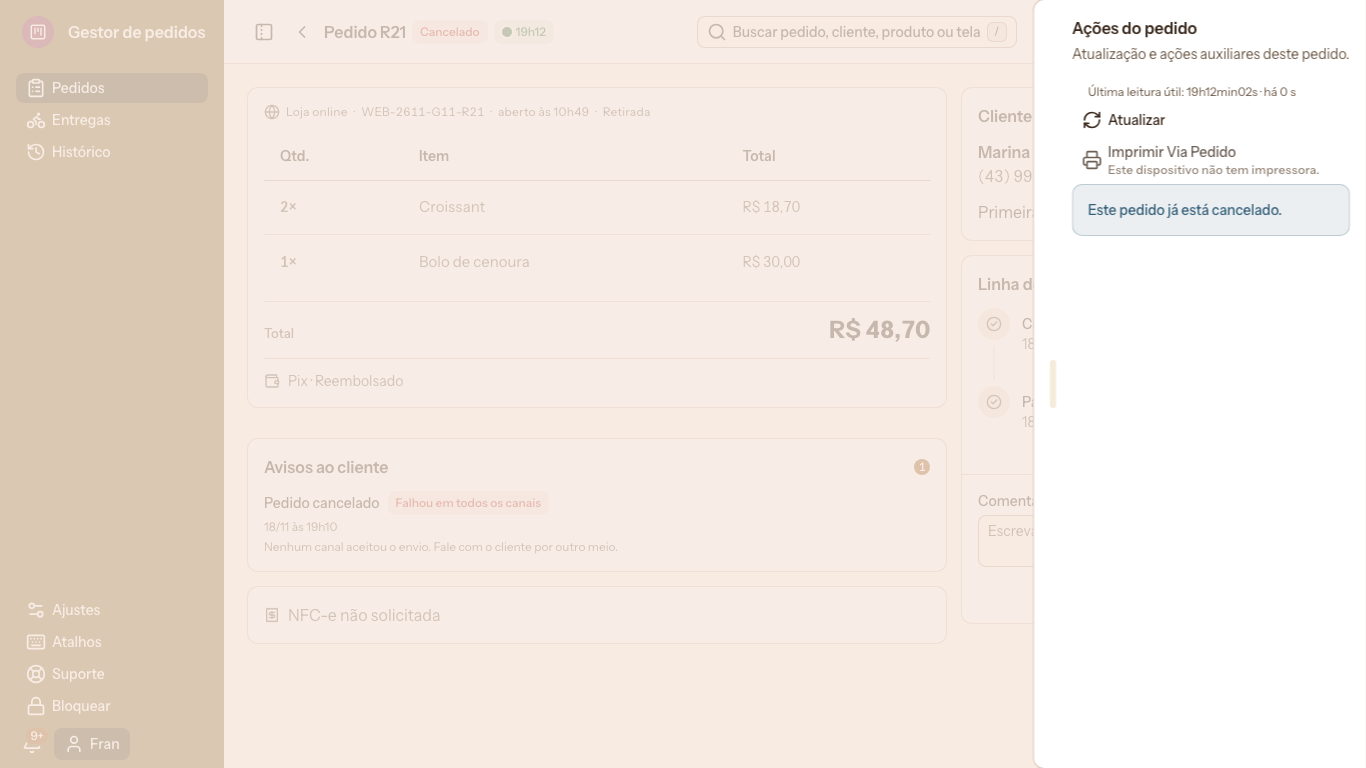 Gestor de pedidos
Pedidos
Entregas
Histórico
Ajustes
Atalhos
Suporte
Bloquear
9+
Fran
Pedido R21
Cancelado
19h12
Buscar pedido, cliente, produto ou tela
/
Loja online · WEB-2611-G11-R21 · aberto às 10h49 · Retirada
Qtd. Item Total
2× Croissant R$ 18,70
1× Bolo de cenoura R$ 30,00
Total R$ 48,70
Pix · Reembolsado
Avisos ao cliente 1
Pedido cancelado Falhou em todos os canais
18/11 às 19h10
Nenhum canal aceitou o envio. Fale com o cliente por outro meio.
NFC-e não solicitada
Cliente
Marina
(43) 99
Primeir
Linha d
C
18
Pa
18
Coment
Escreva
Ações do pedido
Atualização e ações auxiliares deste pedido.
Última leitura útil: 19h12min02s · há 0 s
Atualizar
Imprimir Via Pedido
Este dispositivo não tem impressora.
Este pedido já está cancelado.